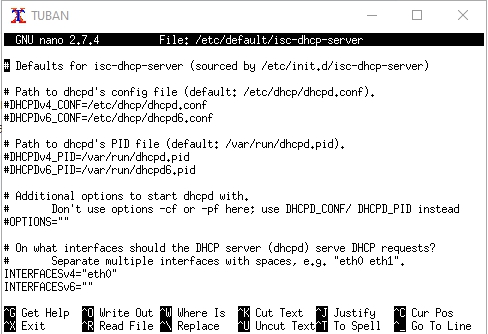 TUBAN
GNU nano 2.7.4 File: /etc/default/isc-dhcp-server
# Defaults for isc-dhcp-server (sourced by /etc/init.d/isc-dhcp-server)
# Path to dhcpd's config file (default: /etc/dhcp/dhcpd.conf).
#DHCPDv4_CONF=/etc/dhcp/dhcpd.conf
#DHCPDv6_CONF=/etc/dhcp/dhcpd6.conf
# Path to dhcpd's PID file (default: /var/run/dhcpd.pid).
#DHCPDv4_PID=/var/run/dhcpd.pid
#DHCPDv6_PID=/var/run/dhcpd6.pid
# Additional options to start dhcpd with.
# Don't use options -cf or -pf here; use DHCPD_CONF/ DHCPD_PID instead
#OPTIONS=""
# On what interfaces should the DHCP server (dhcpd) serve DHCP requests?
# Separate multiple interfaces with spaces, e.g. "eth0 eth1".
INTERFACESv4="eth0"
INTERFACESv6=""
^G Get Help ^O Write Out ^W Where Is ^K Cut Text ^J Justify ^C Cur Pos
^X Exit ^R Read File ^\ Replace ^U Uncut Text ^T To Spell ^_ Go To Line